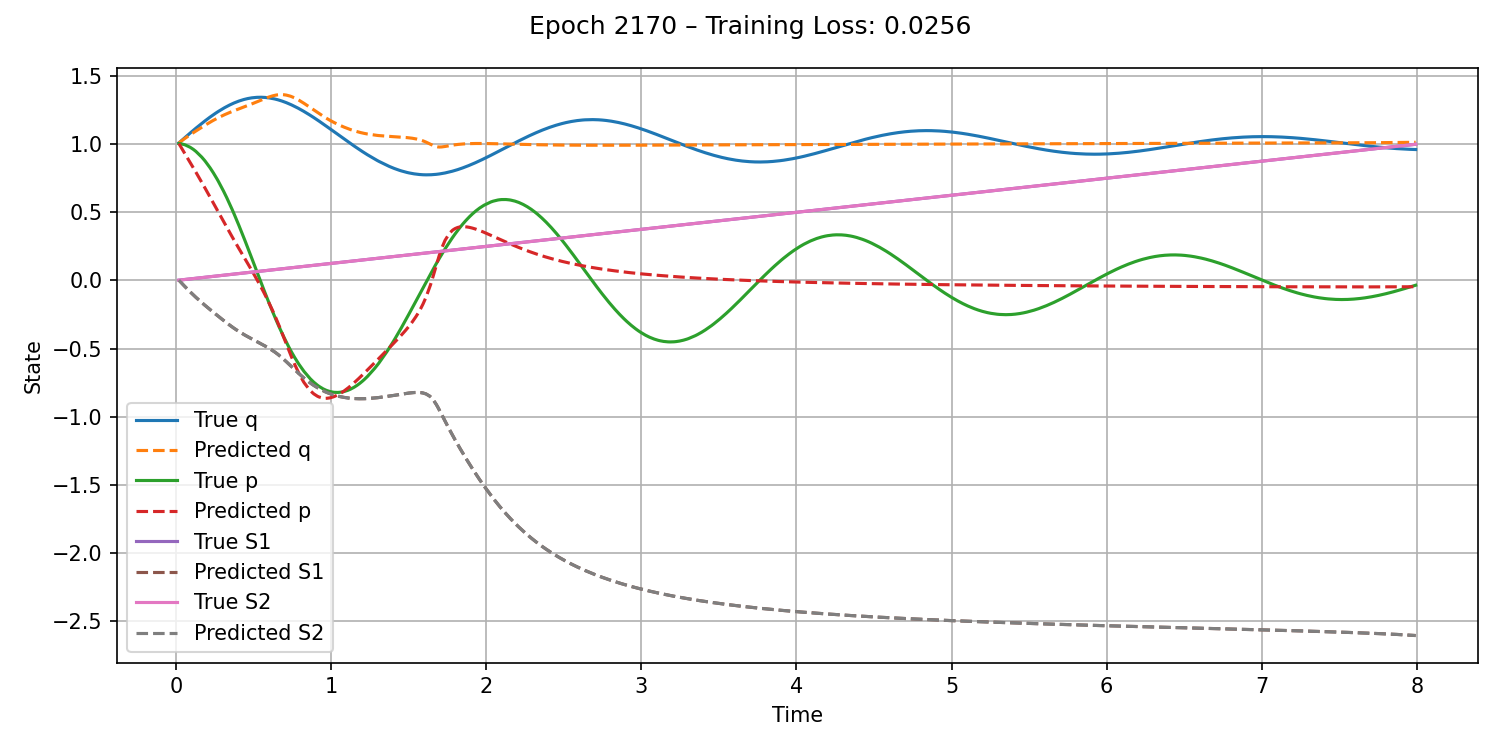 Epoch 2170 – Training Loss: 0.0256
1.5
1.0
0.5
0.0
−0.5
−1.0
−1.5
−2.0
−2.5
State
True q
Predicted q
True p
Predicted p
True S1
Predicted S1
True S2
Predicted S2
0 1 2 3 4 5 6 7 8
Time